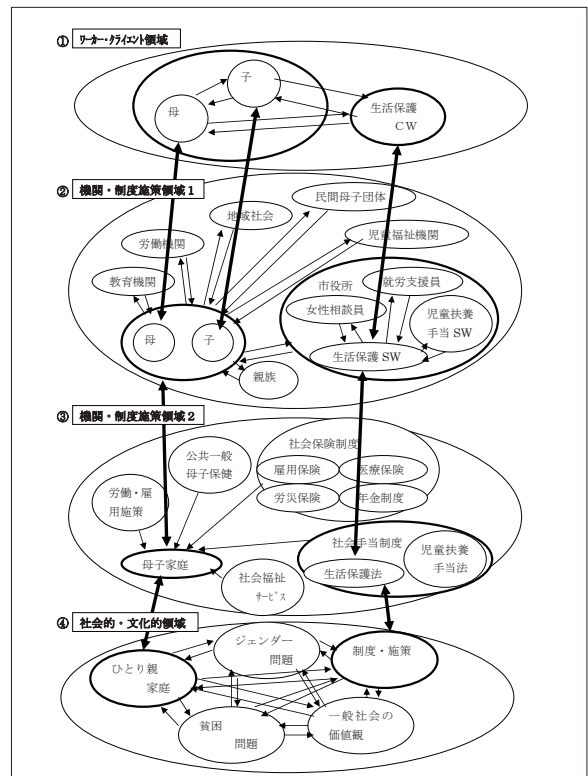 ① ワーカー・クライエント領域
子
母
生活保護
CW
② 機関・制度施策領域1
民間母子団体
地域社会
児童福祉機関
労働機関
教育機関
市役所
就労支援員
女性相談員
児童扶養
手当SW
母
子
生活保護SW
親族
③ 機関・制度施策領域2
社会保険制度
公共一般
母子保健
雇用保険
医療保険
労働・雇
用施策
労災保険
年金制度
社会手当制度
児童扶養
手当法
母子家庭
生活保護法
社会福祉
サービス
④ 社会的・文化的領域
ジェンダー
問題
制度・施策
ひとり親
家庭
一般社会の
価値観
貧困
問題